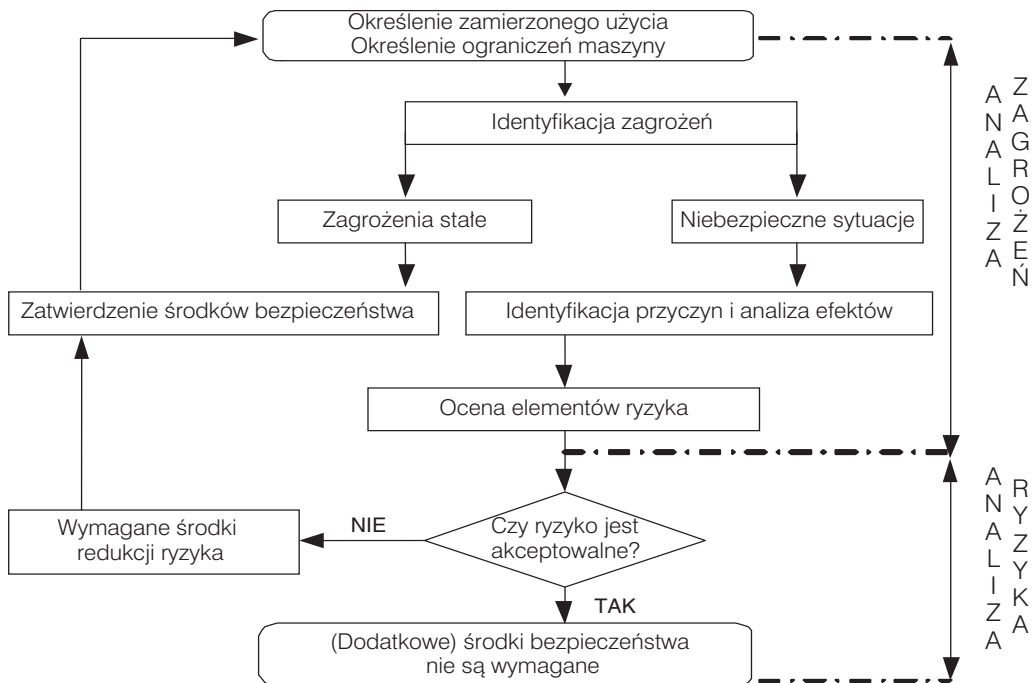 Określenie zamierzonego użycia
Określenie ograniczeń maszyny
Identyfikacja zagrożeń
Zagrożenia stałe
Niebezpieczne sytuacje
Zatwierdzenie środków bezpieczeństwa
Identyfikacja przyczyn i analiza efektów
Ocena elementów ryzyka
Wymagane środki
redukcji ryzyka
NIE
Czy ryzyko jest
akceptowalne?
TAK
(Dodatkowe) środki bezpieczeństwa
nie są wymagane
ANALIZA
ZAGROŻEŃ
ANALIZA
RYZYKA